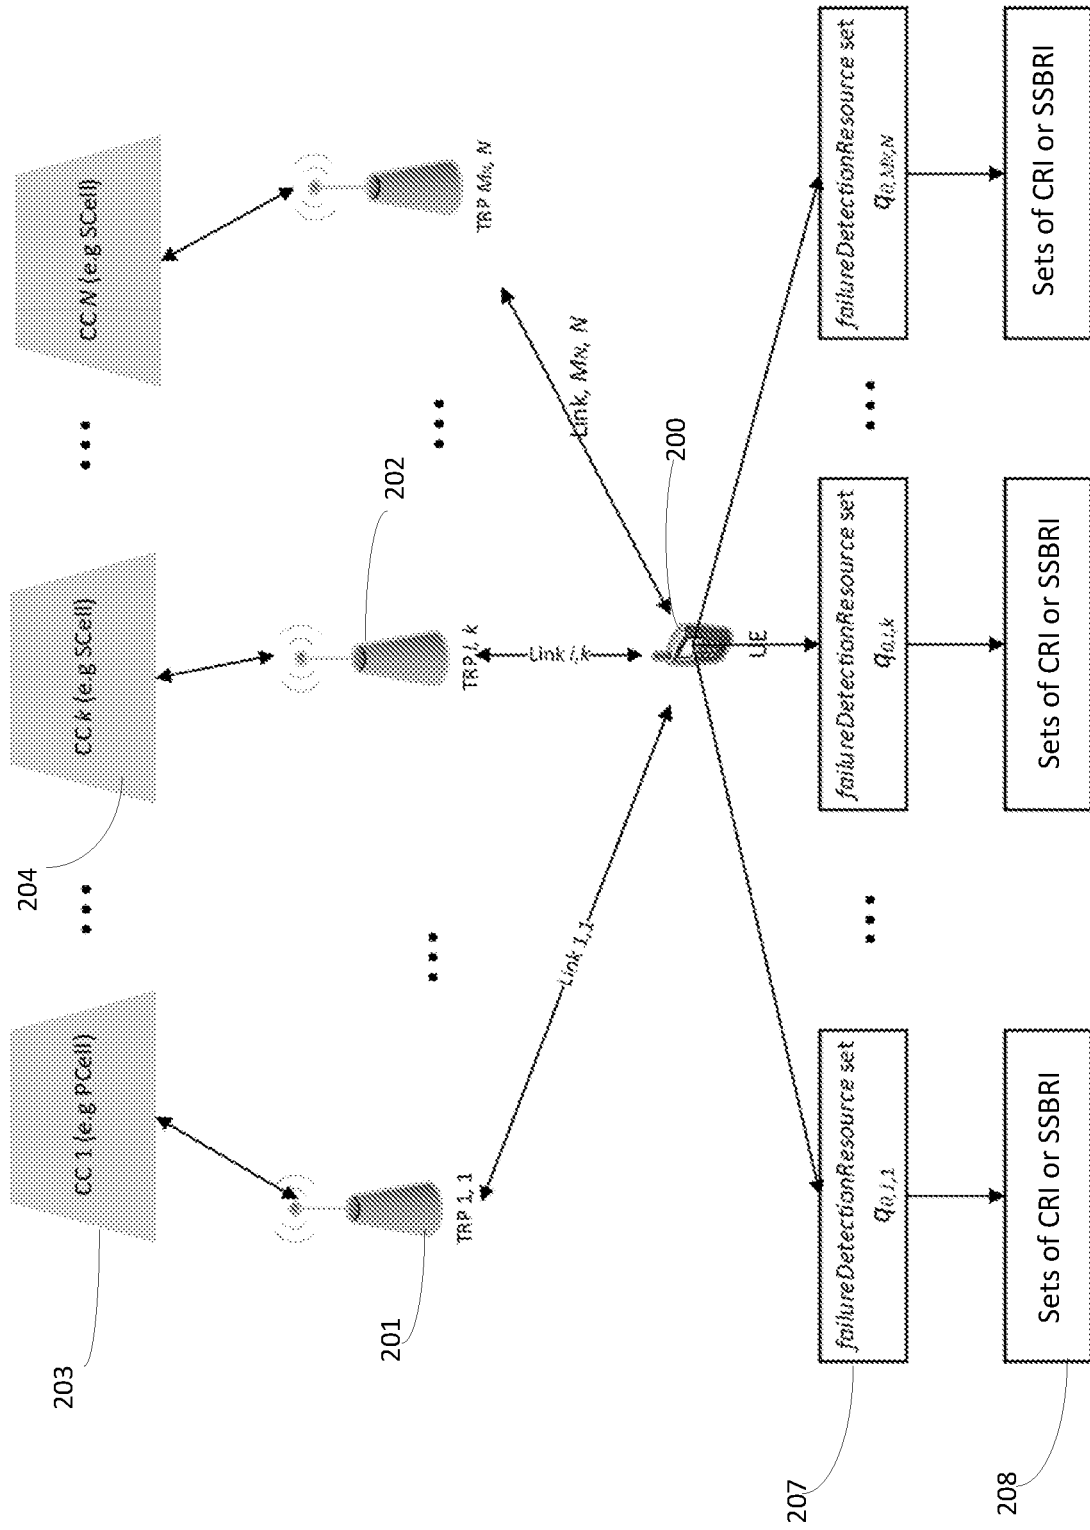 203
CC 1 (e.g PCell)
204
CC k (e.g SCell)
CC N (e.g SCell)
201
TRP 1, 1
202
TRP i, k
TRP MN, N
Link 1,1
Link i,k
Link, MN, N
200
UE
207
failureDetectionResource set
q0,1,1
failureDetectionResource set
q0,i,k
failureDetectionResource set
q0,MN,N
208
Sets of CRI or SSBRI
Sets of CRI or SSBRI
Sets of CRI or SSBRI